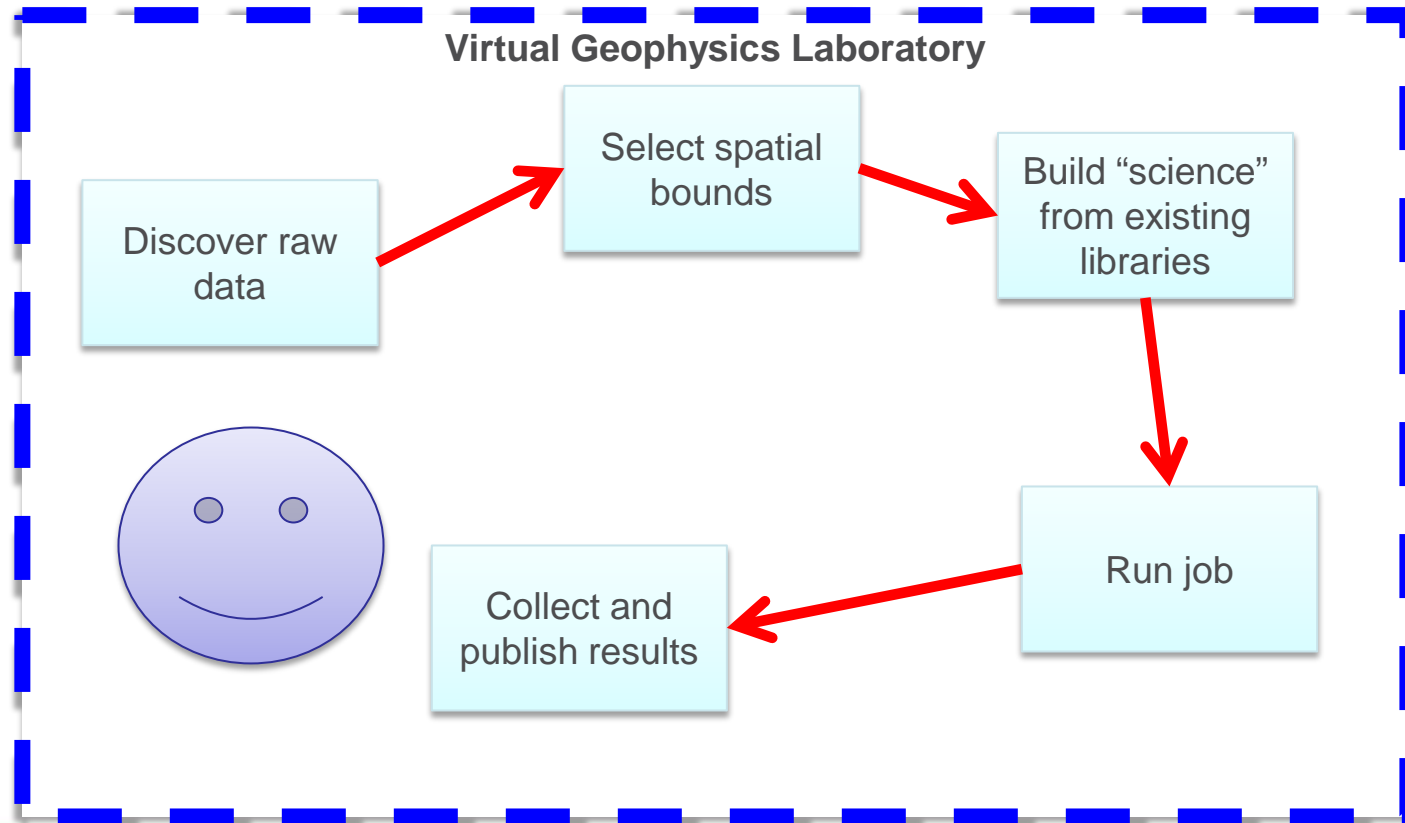 Virtual Geophysics Laboratory
Discover raw
data
Select spatial
bounds
Build “science”
from existing
libraries
Run job
Collect and
publish results